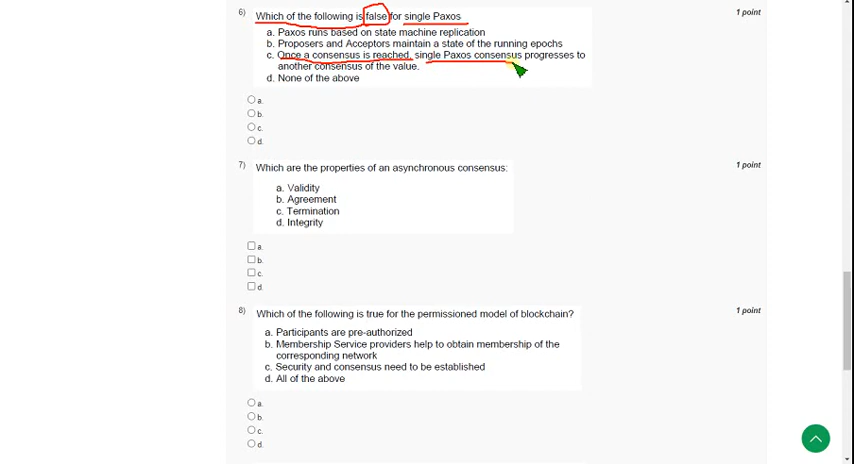 6) Which of the following is false for single Paxos 1 point
a. Paxos runs based on state machine replication
b. Proposers and Acceptors maintain a state of the running epochs
c. Once a consensus is reached, single Paxos consensus progresses to
another consensus of the value.
d. None of the above
a.
b.
c.
d.
7) Which are the properties of an asynchronous consensus: 1 point
a. Validity
b. Agreement
c. Termination
d. Integrity
a.
b.
c.
d.
8) Which of the following is true for the permissioned model of blockchain? 1 point
a. Participants are pre-authorized
b. Membership Service providers help to obtain membership of the
corresponding network
c. Security and consensus need to be established
d. All of the above
a.
b.
c.
d.